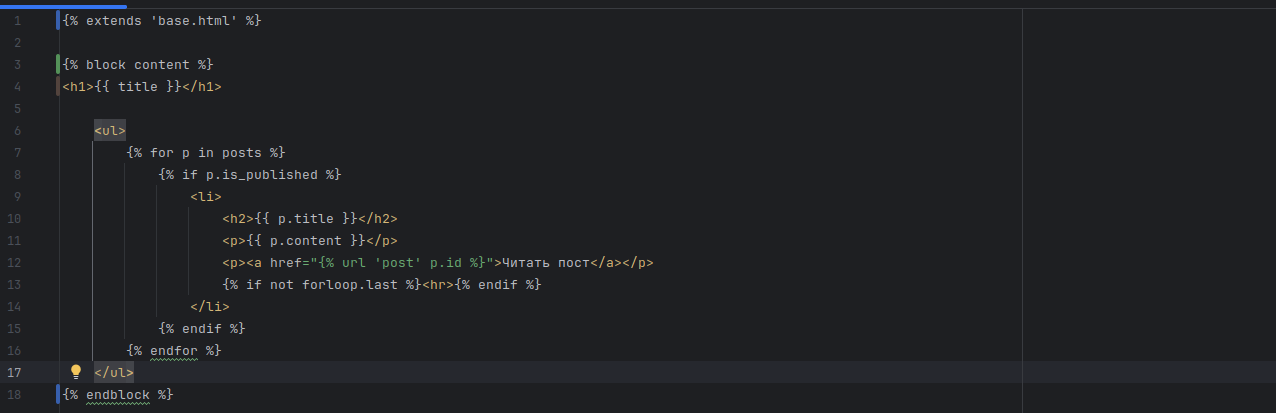 1 {% extends 'base.html' %}
2
3 {% block content %}
4 <h1>{{ title }}</h1>
5
6     <ul>
7         {% for p in posts %}
8             {% if p.is_published %}
9                 <li>
10                     <h2>{{ p.title }}</h2>
11                     <p>{{ p.content }}</p>
12                     <p><a href="{% url 'post' p.id %}">Читать пост</a></p>
13                     {% if not forloop.last %}<hr>{% endif %}
14                 </li>
15             {% endif %}
16         {% endfor %}
17     </ul>
18 {% endblock %}